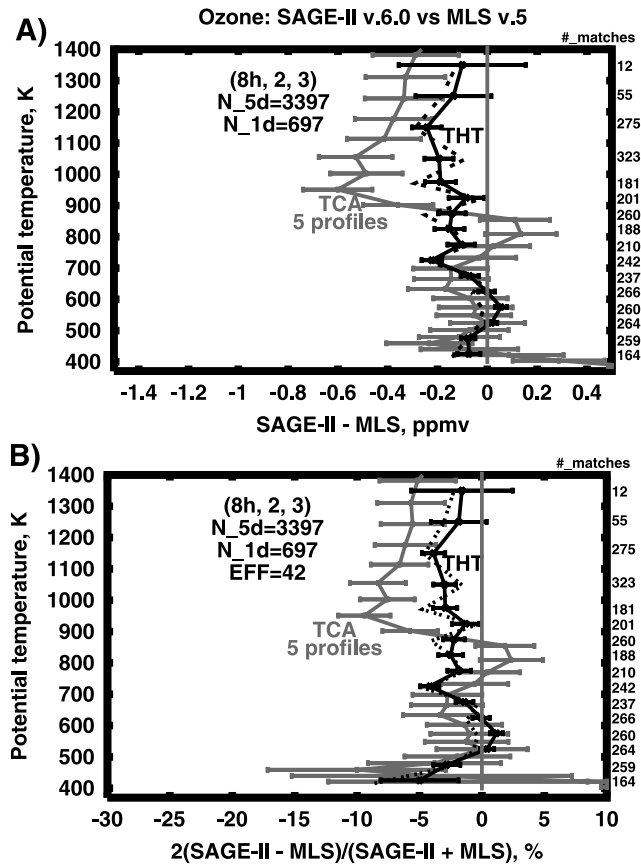 Ozone: SAGE-II v.6.0 vs MLS v.5
A)
#_matches
1400
1300
1200
1100
1000
900
800
700
600
500
400
Potential temperature, K
(8h, 2, 3)
N_5d=3397
N_1d=697
THT
TCA
5 profiles
12
55
275
323
181
201
260
188
210
242
237
266
260
264
259
164
-1.4 -1.2 -1 -0.8 -0.6 -0.4 -0.2 0 0.2 0.4
SAGE-II - MLS, ppmv
B)
#_matches
1400
1300
1200
1100
1000
900
800
700
600
500
400
Potential temperature, K
(8h, 2, 3)
N_5d=3397
N_1d=697
EFF=42
THT
TCA
5 profiles
12
55
275
323
181
201
260
188
210
242
237
266
260
264
259
164
-30 -25 -20 -15 -10 -5 0 5 10
2(SAGE-II - MLS)/(SAGE-II + MLS), %